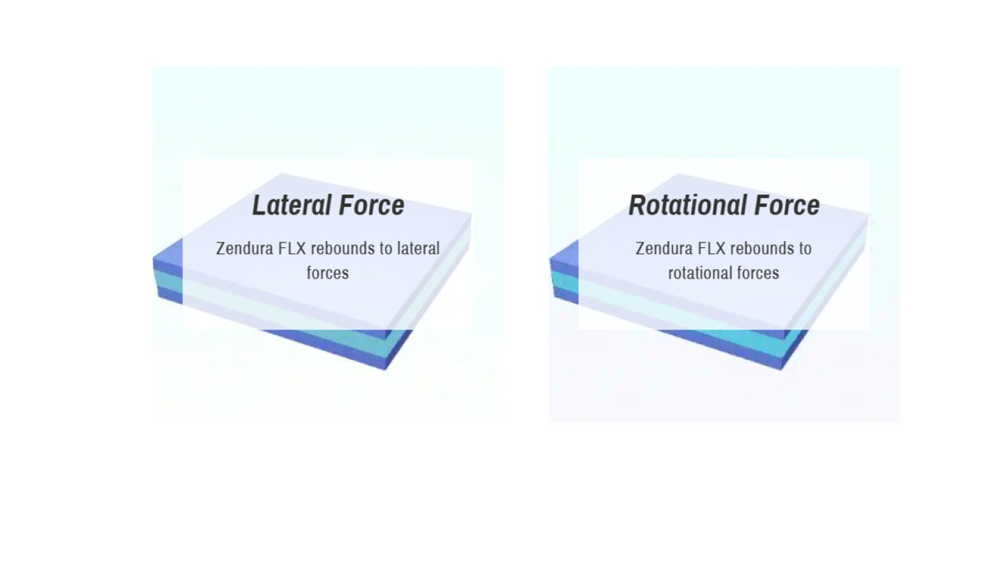 Lateral Force
Zendura FLX rebounds to lateral
forces
Rotational Force
Zendura FLX rebounds to
rotational forces